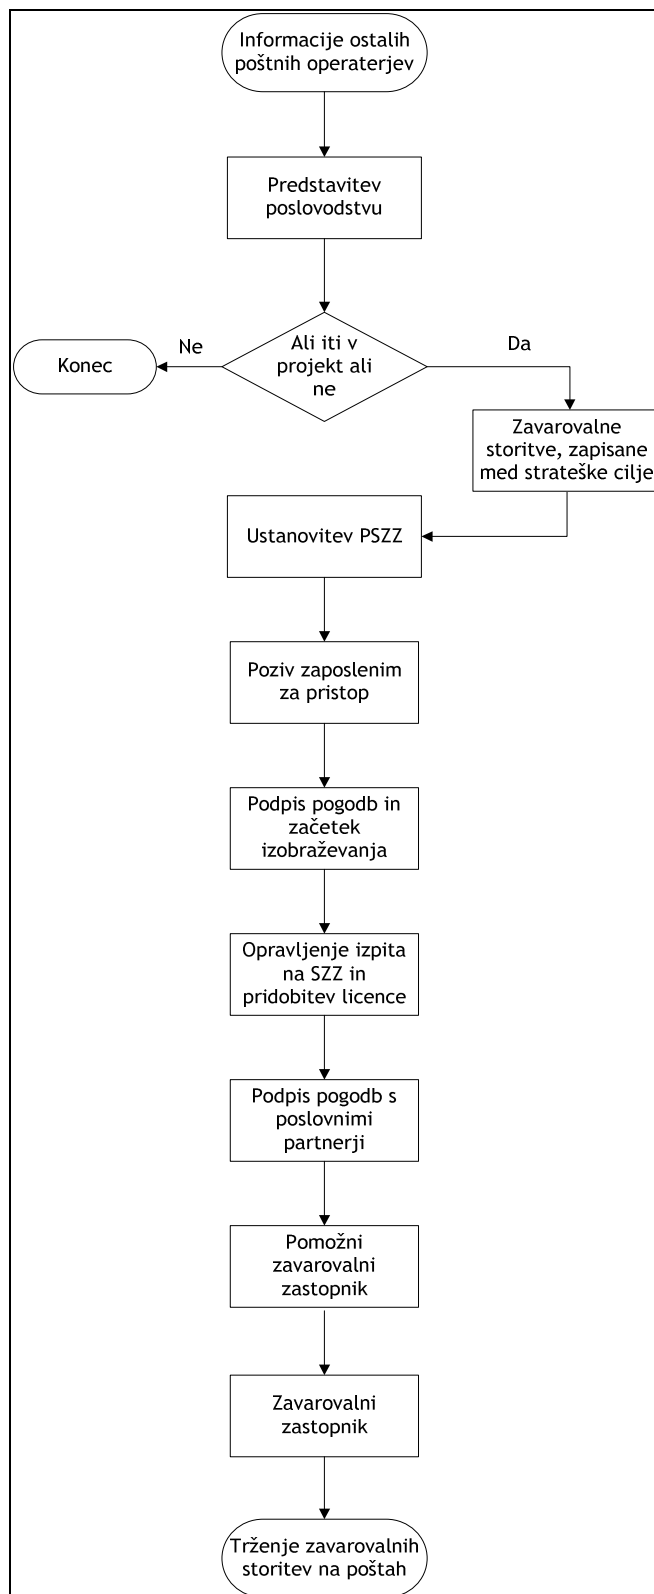 Informacije ostalih
poštnih operaterjev
Predstavitev
poslovodstvu
Ali iti v
projekt ali
ne
Ne
Konec
Da
Zavarovalne
storitve, zapisane
med strateške cilje
Ustanovitev PSZZ
Poziv zaposlenim
za pristop
Podpis pogodb in
začetek
izobraževanja
Opravljenje izpita
na SZZ in
pridobitev licence
Podpis pogodb s
poslovnimi
partnerji
Pomožni
zavarovalni
zastopnik
Zavarovalni
zastopnik
Trženje zavarovalnih
storitev na poštah